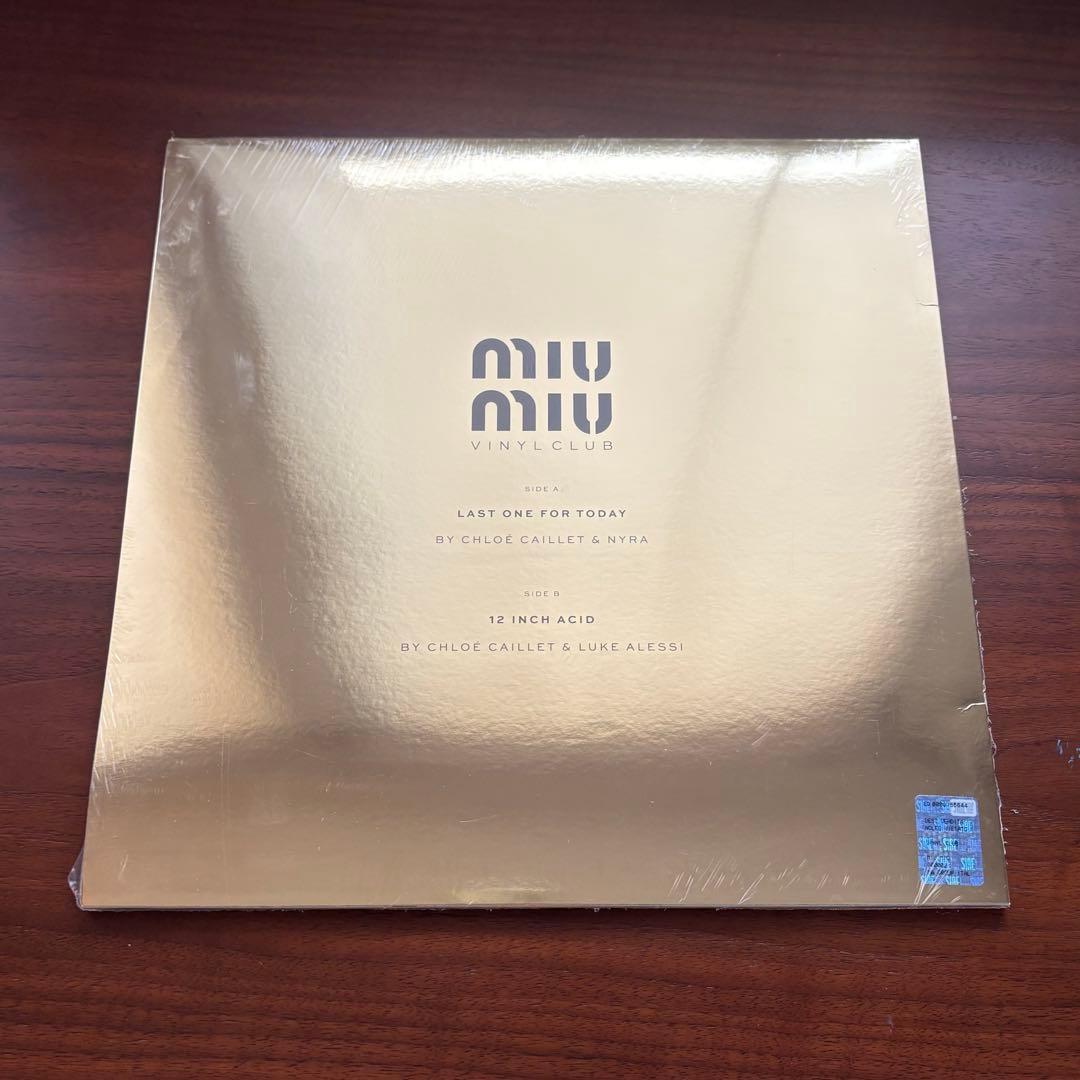 miu
miu
VINYL CLUB
SIDE A
LAST ONE FOR TODAY
BY CHLOÉ CAILLET & NYRA
SIDE B
12 INCH ACID
BY CHLOÉ CAILLET & LUKE ALESSI
SIAE